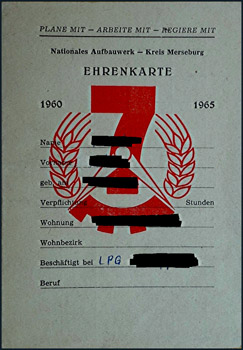 PLANE MIT — ARBEITE MIT — REGIERE MIT
Nationales Aufbauwerk — Kreis Merseburg
EHRENKARTE
1960 1965
Name
geb. am
Verpflichtung Stunden
Wohnung
Wohnbezirk
Beschäftigt bei LPG
Beruf